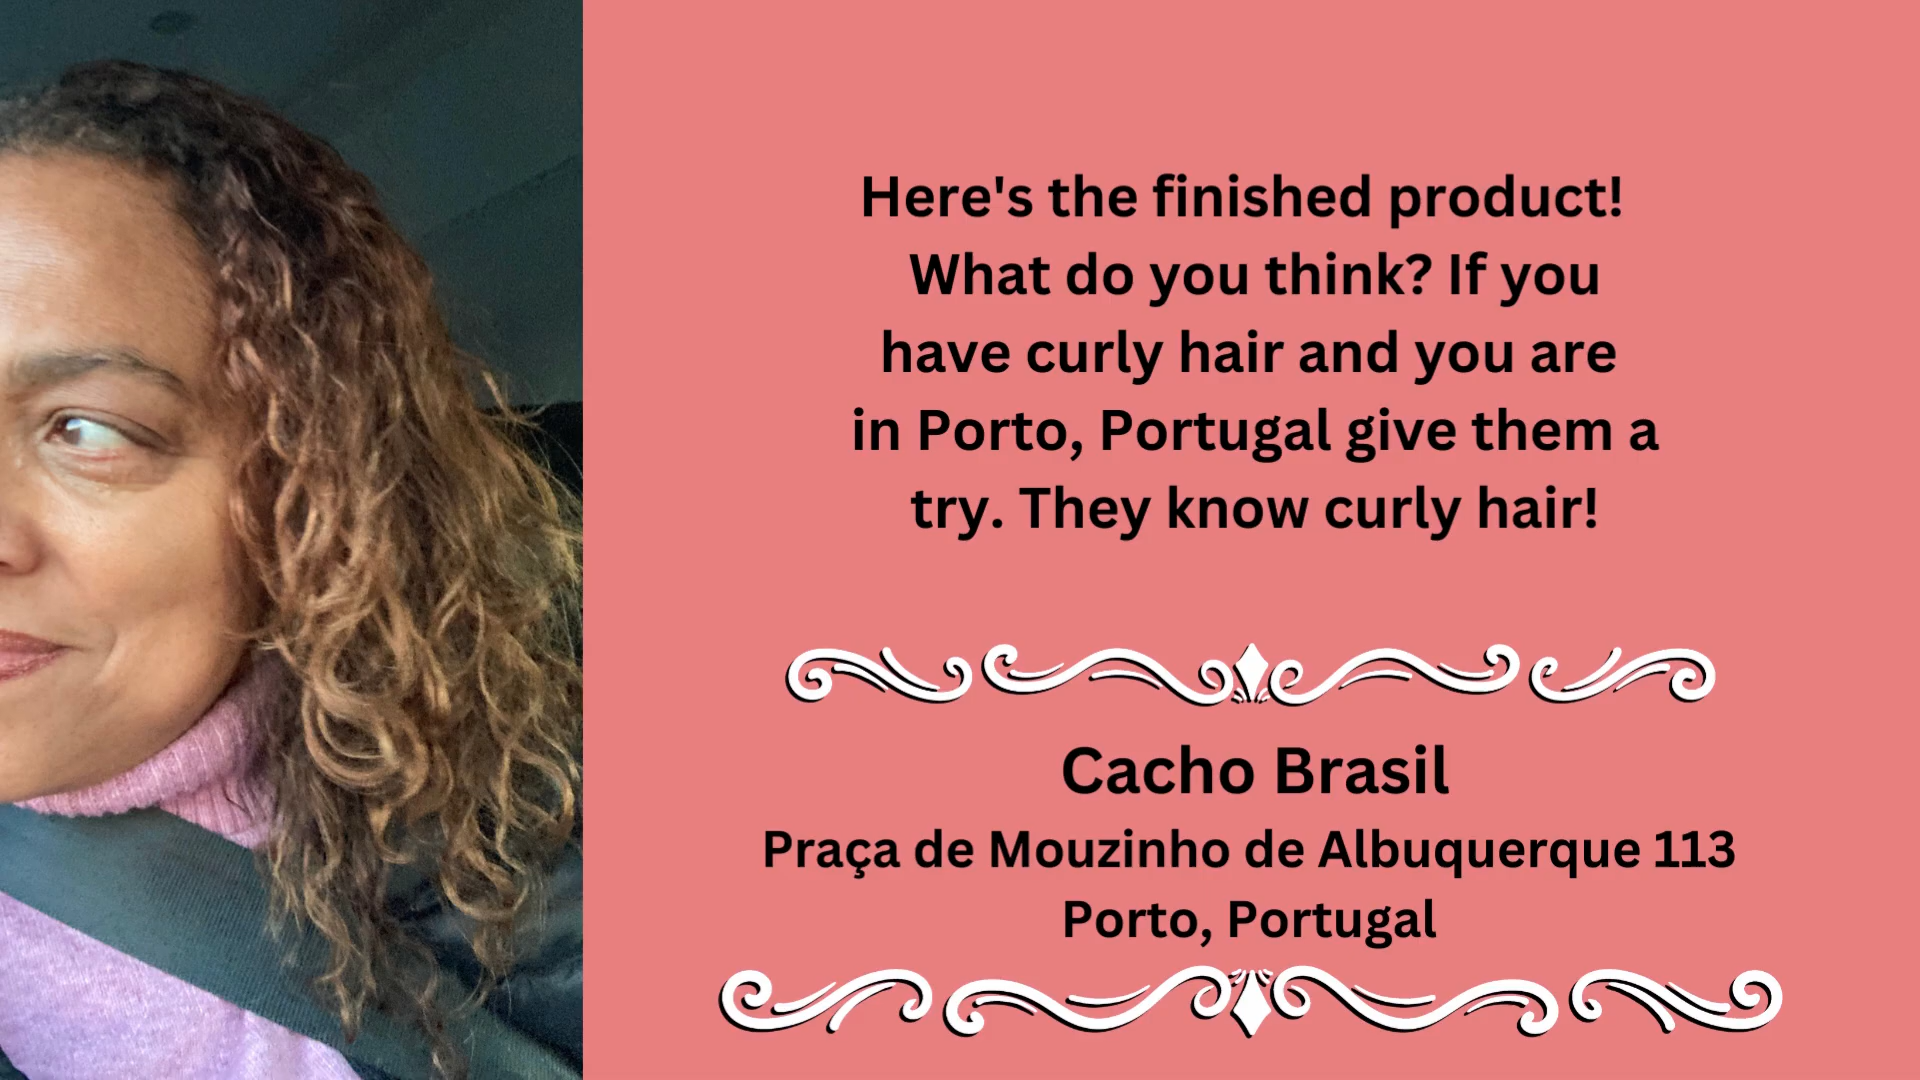 Here's the finished product!
What do you think? If you
have curly hair and you are
in Porto, Portugal give them a
try. They know curly hair!
Cacho Brasil
Praça de Mouzinho de Albuquerque 113
Porto, Portugal